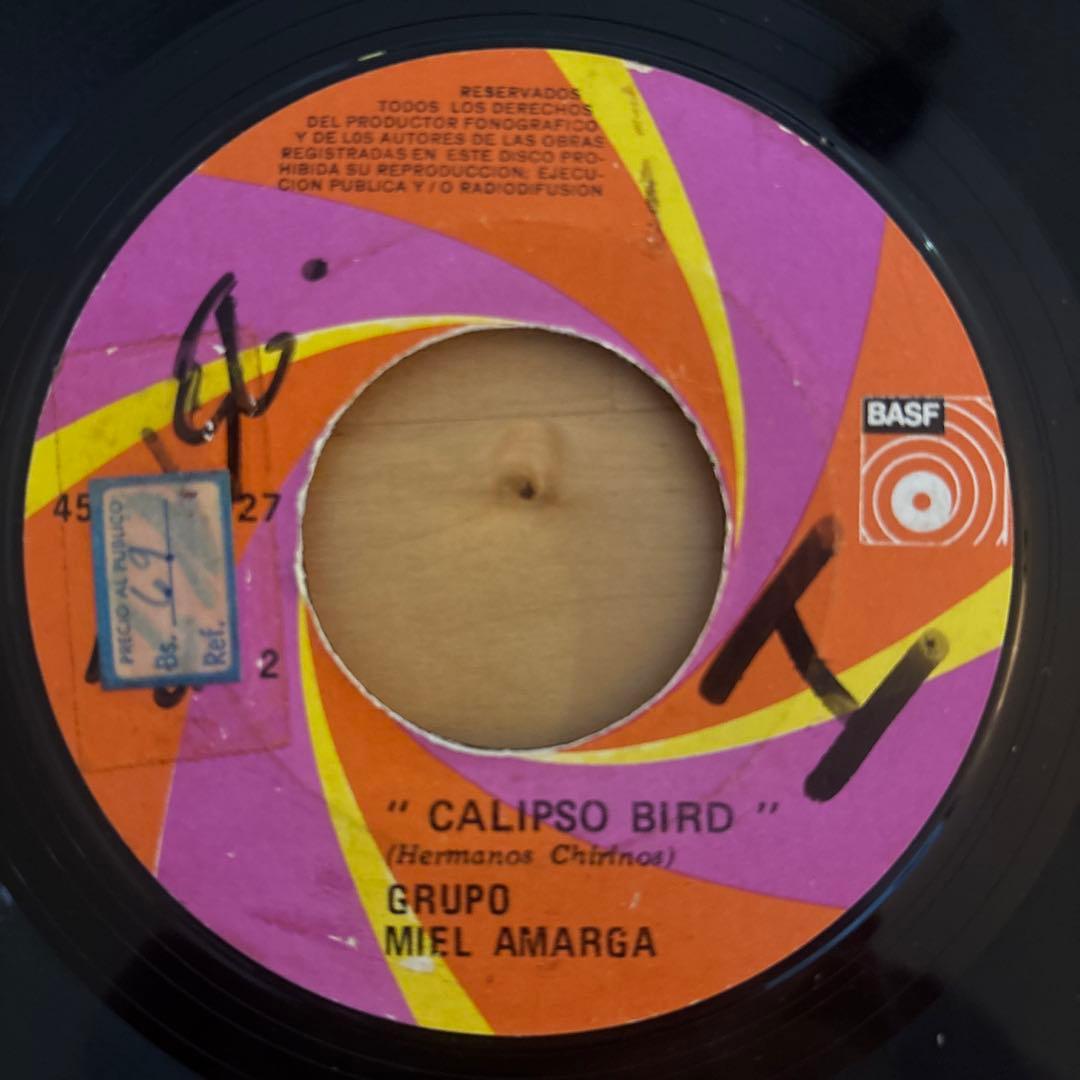 RESERVADOS
TODOS LOS DERECHOS
DEL PRODUCTOR FONOGRAFICO
Y DE LOS AUTORES DE LAS OBRAS
REGISTRADAS EN ESTE DISCO PRO-
HIBIDA SU REPRODUCCION; EJECU-
CION PUBLICA Y/O RADIODIFUSION
BASF
45
27
PRECIO AL PUBLICO
Bs. 69
Ref.
2
" CALIPSO BIRD "
(Hermanos Chirinos)
GRUPO
MIEL AMARGA